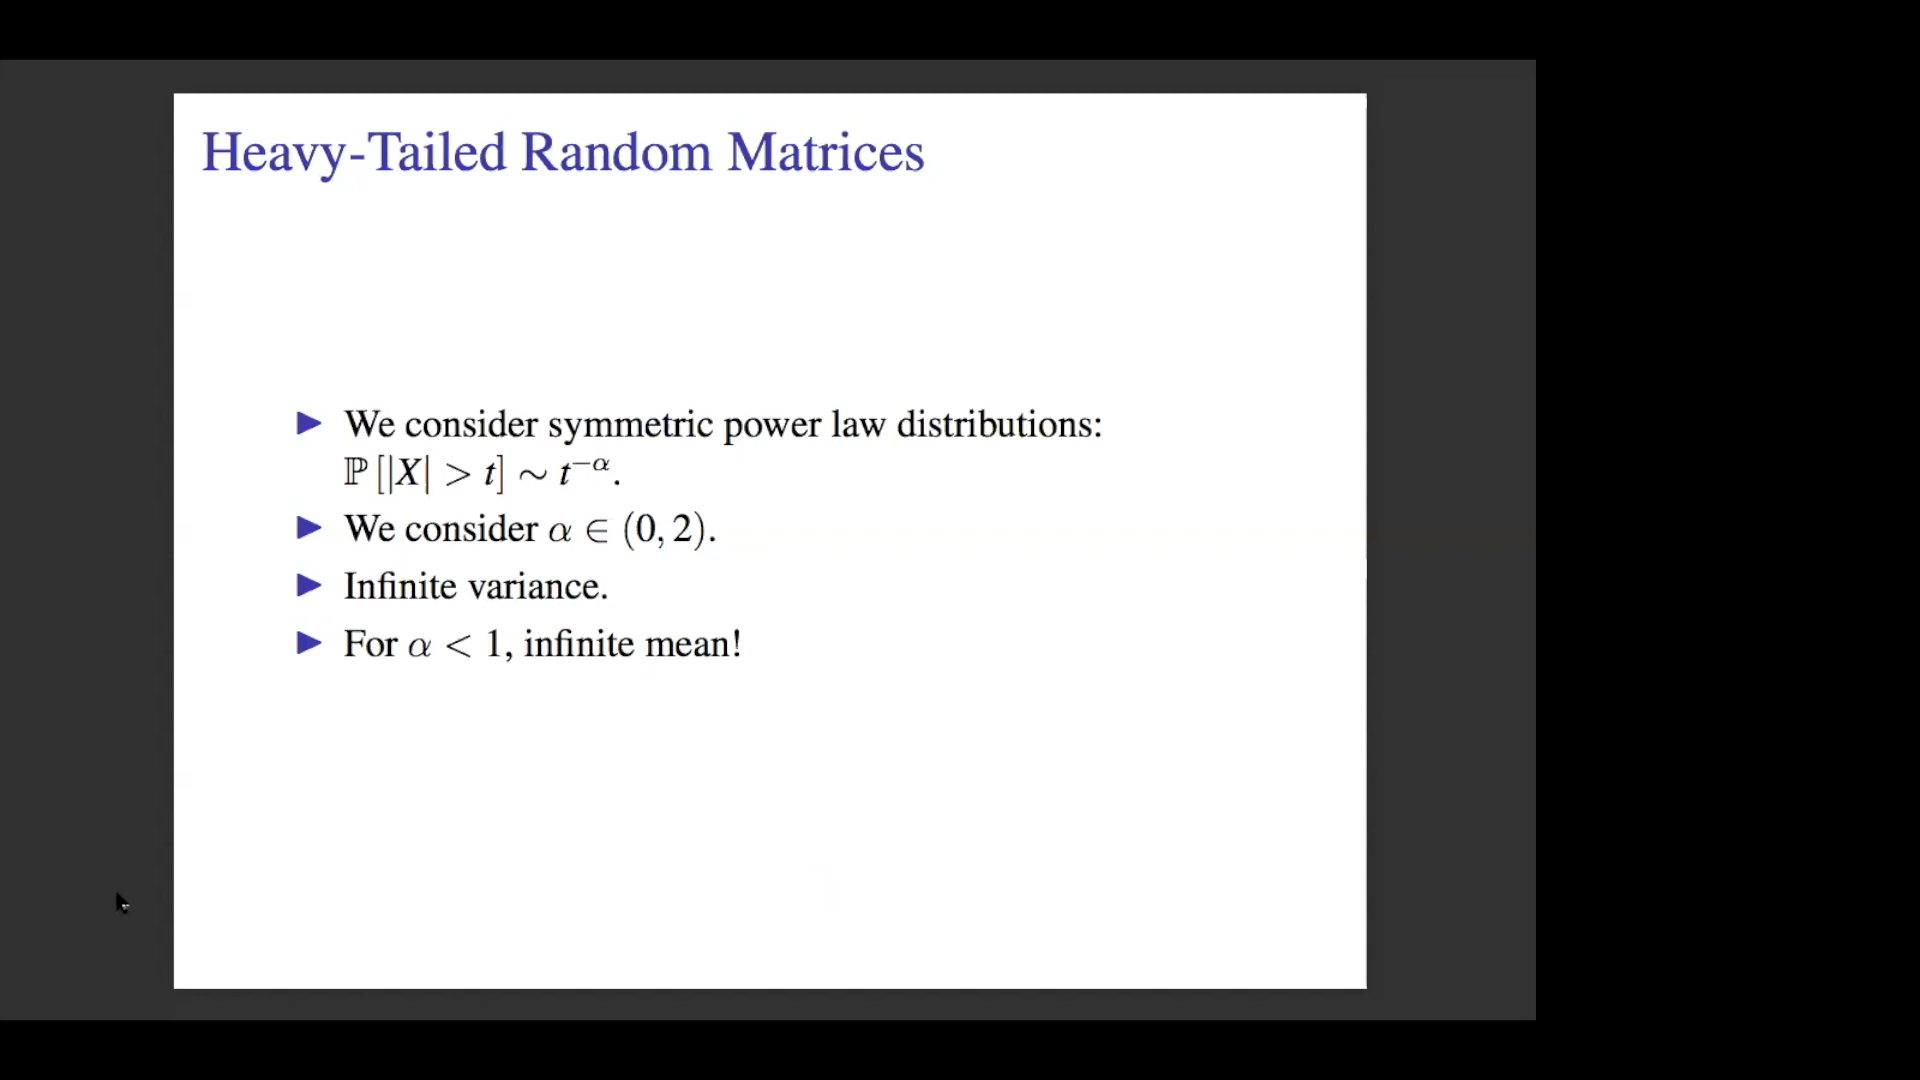 Heavy-Tailed Random Matrices
▶ We consider symmetric power law distributions:
ℙ [|X| > t] ∼ t^{−α}.
▶ We consider α ∈ (0, 2).
▶ Infinite variance.
▶ For α < 1, infinite mean!